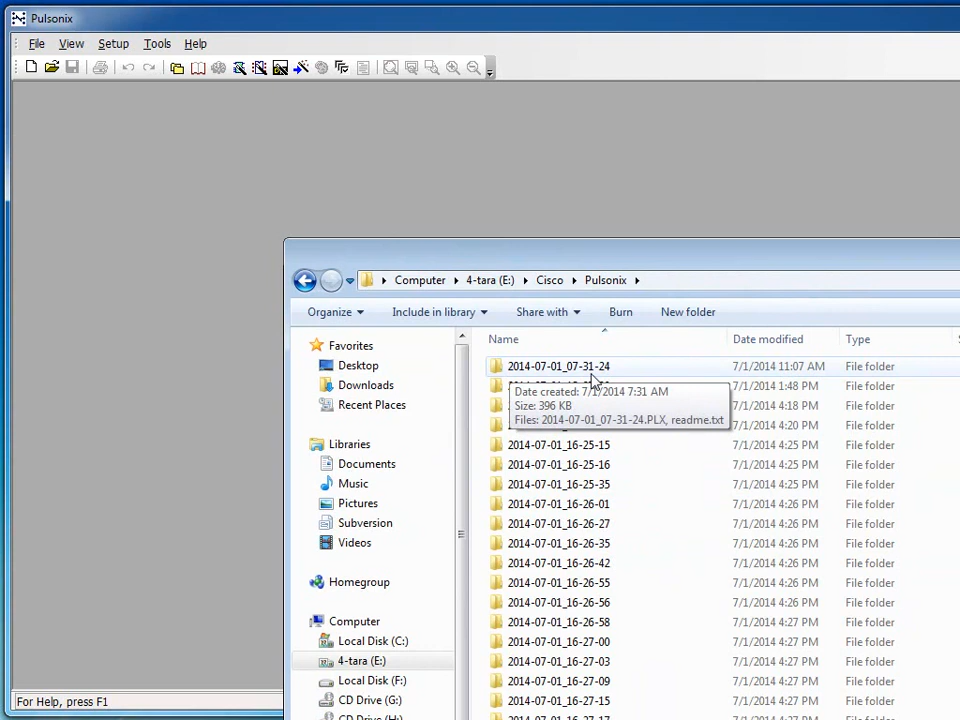 Pulsonix
File View Setup Tools Help
Computer 4-tara (E:) Cisco Pulsonix
Organize Include in library Share with Burn New folder
Name Date modified Type
Favorites
Desktop
Downloads
Recent Places
Libraries
Documents
Music
Pictures
Subversion
Videos
Homegroup
Computer
Local Disk (C:)
4-tara (E:)
Local Disk (F:)
CD Drive (G:)
CD Drive (H:)
2014-07-01_07-31-24 7/1/2014 11:07 AM File folder
7/1/2014 1:48 PM File folder
7/1/2014 4:18 PM File folder
7/1/2014 4:20 PM File folder
Date created: 7/1/2014 7:31 AM
Size: 396 KB
Files: 2014-07-01_07-31-24.PLX, readme.txt
2014-07-01_16-25-15 7/1/2014 4:25 PM File folder
2014-07-01_16-25-16 7/1/2014 4:25 PM File folder
2014-07-01_16-25-35 7/1/2014 4:25 PM File folder
2014-07-01_16-26-01 7/1/2014 4:26 PM File folder
2014-07-01_16-26-27 7/1/2014 4:26 PM File folder
2014-07-01_16-26-35 7/1/2014 4:26 PM File folder
2014-07-01_16-26-42 7/1/2014 4:26 PM File folder
2014-07-01_16-26-55 7/1/2014 4:26 PM File folder
2014-07-01_16-26-56 7/1/2014 4:26 PM File folder
2014-07-01_16-26-58 7/1/2014 4:27 PM File folder
2014-07-01_16-27-00 7/1/2014 4:27 PM File folder
2014-07-01_16-27-03 7/1/2014 4:27 PM File folder
2014-07-01_16-27-09 7/1/2014 4:27 PM File folder
2014-07-01_16-27-15 7/1/2014 4:27 PM File folder
2014-07-01_16-27-17 7/1/2014 4:27 PM File folder
For Help, press F1